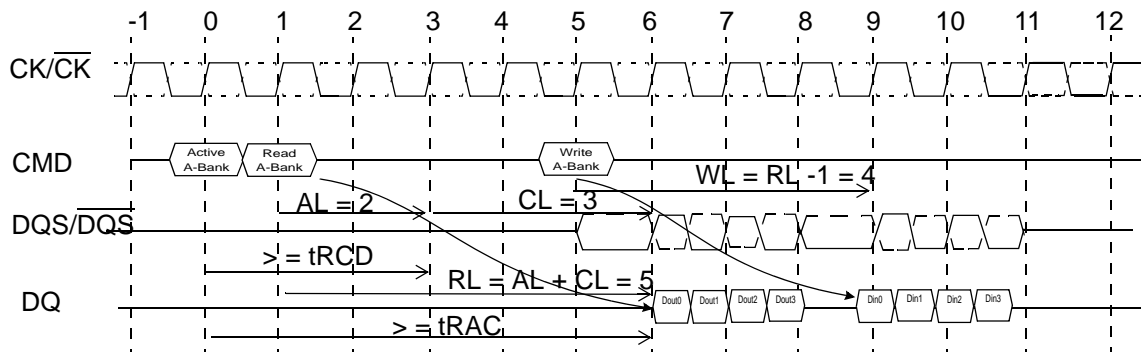 -1 0 1 2 3 4 5 6 7 8 9 10 11 12
CK/CK
CMD
Active
A-Bank
Read
A-Bank
Write
A-Bank
WL = RL -1 = 4
AL = 2
CL = 3
DQS/DQS
> = tRCD
RL = AL + CL = 5
DQ
Dout0 Dout1 Dout2 Dout3 Din0 Din1 Din2 Din3
> = tRAC